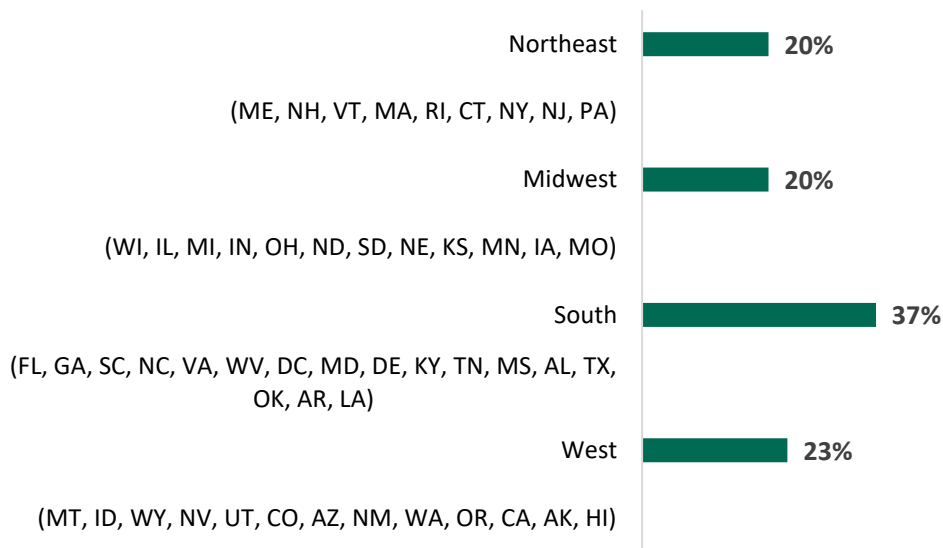 Northeast 20%
(ME, NH, VT, MA, RI, CT, NY, NJ, PA)
Midwest 20%
(WI, IL, MI, IN, OH, ND, SD, NE, KS, MN, IA, MO)
South 37%
(FL, GA, SC, NC, VA, WV, DC, MD, DE, KY, TN, MS, AL, TX,
OK, AR, LA)
West 23%
(MT, ID, WY, NV, UT, CO, AZ, NM, WA, OR, CA, AK, HI)